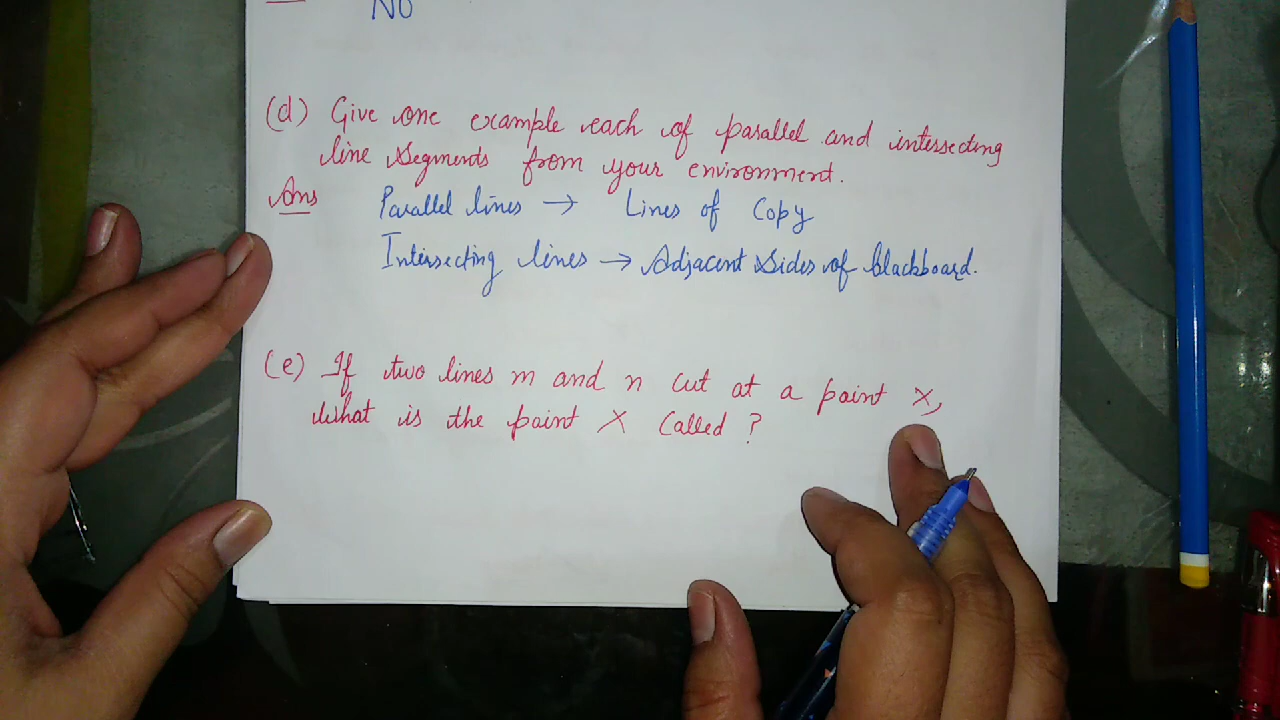 No
(d) Give one example each of parallel and intersecting
line segments from your environment.
Ans Parallel lines → Lines of Copy
Intersecting lines → Adjacent Sides of blackboard.
(e) If two lines m and n cut at a point X,
What is the point X called ?